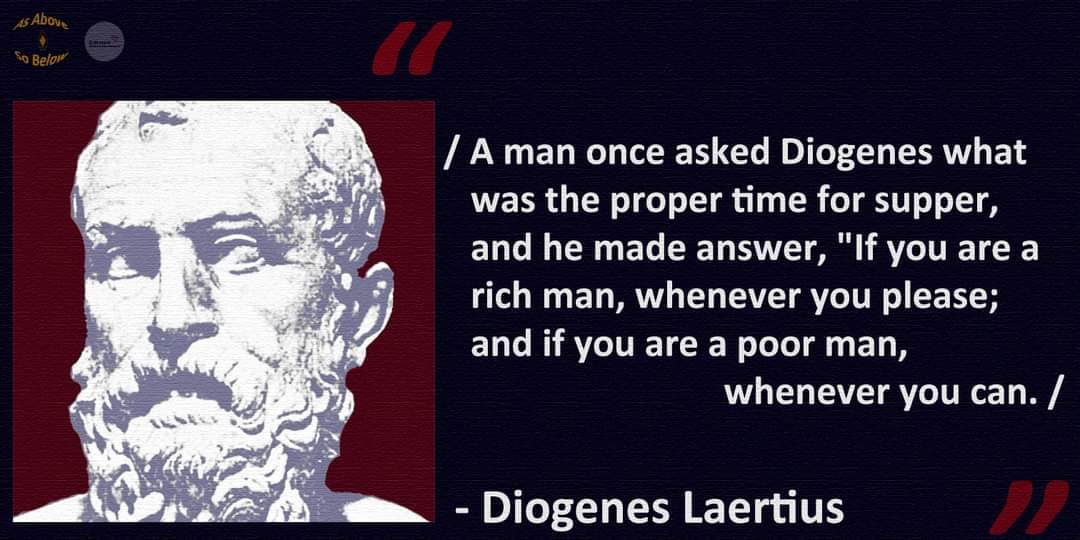 As Above
So Below
“
/ A man once asked Diogenes what
was the proper time for supper,
and he made answer, "If you are a
rich man, whenever you please;
and if you are a poor man,
whenever you can. /
- Diogenes Laertius
”